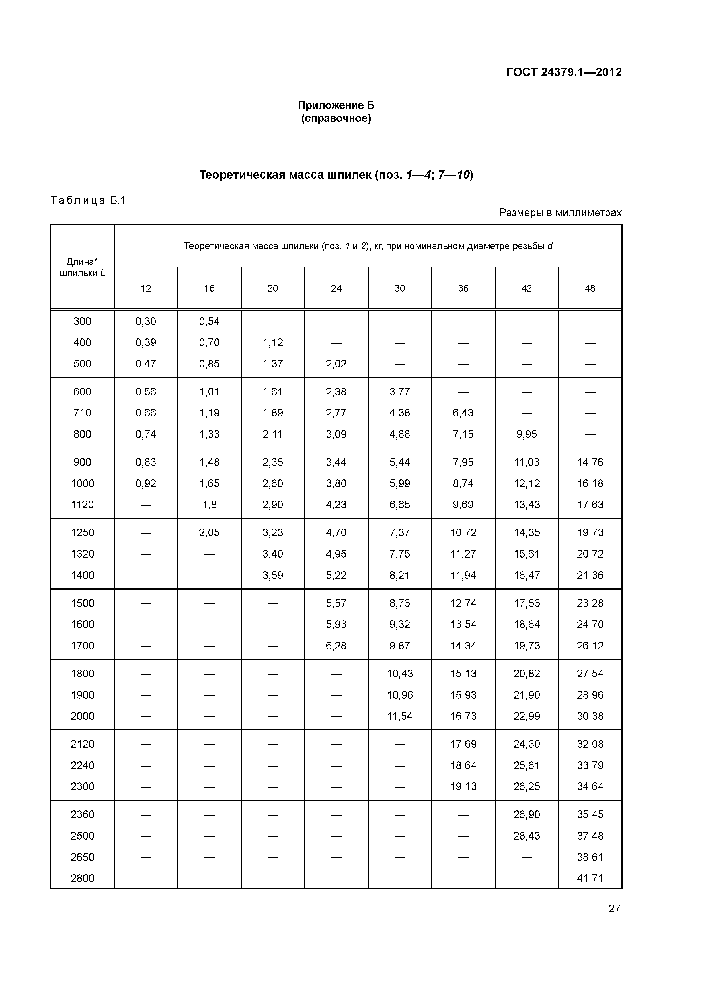 ГОСТ 24379.1—2012
Приложение Б
(справочное)
Теоретическая масса шпилек (поз. 1—4; 7—10)
Таблица Б.1
Размеры в миллиметрах
Длина*
шпильки L
Теоретическая масса шпильки (поз. 1 и 2), кг, при номинальном диаметре резьбы d
12 16 20 24 30 36 42 48
300 0,30 0,54 — — — — — —
400 0,39 0,70 1,12 — — — — —
500 0,47 0,85 1,37 2,02 — — — —
600 0,56 1,01 1,61 2,38 3,77 — — —
710 0,66 1,19 1,89 2,77 4,38 6,43 — —
800 0,74 1,33 2,11 3,09 4,88 7,15 9,95 —
900 0,83 1,48 2,35 3,44 5,44 7,95 11,03 14,76
1000 0,92 1,65 2,60 3,80 5,99 8,74 12,12 16,18
1120 — 1,8 2,90 4,23 6,65 9,69 13,43 17,63
1250 — 2,05 3,23 4,70 7,37 10,72 14,35 19,73
1320 — — 3,40 4,95 7,75 11,27 15,61 20,72
1400 — — 3,59 5,22 8,21 11,94 16,47 21,36
1500 — — — 5,57 8,76 12,74 17,56 23,28
1600 — — — 5,93 9,32 13,54 18,64 24,70
1700 — — — 6,28 9,87 14,34 19,73 26,12
1800 — — — — 10,43 15,13 20,82 27,54
1900 — — — — 10,96 15,93 21,90 28,96
2000 — — — — 11,54 16,73 22,99 30,38
2120 — — — — — 17,69 24,30 32,08
2240 — — — — — 18,64 25,61 33,79
2300 — — — — — 19,13 26,25 34,64
2360 — — — — — — 26,90 35,45
2500 — — — — — — 28,43 37,48
2650 — — — — — — — 38,61
2800 — — — — — — — 41,71
27